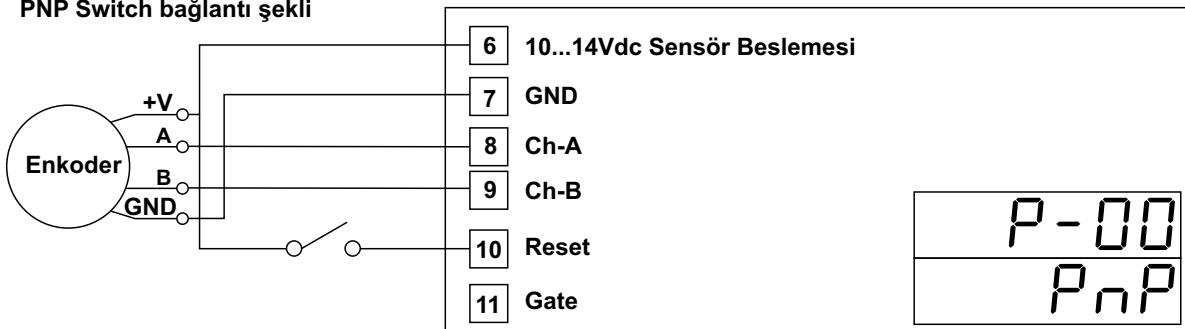 PNP Switch bağlantı şekli
6 10...14Vdc Sensör Beslemesi
7 GND
+V
A
8 Ch-A
Enkoder
B
9 Ch-B
GND
10 Reset
11 Gate
P-00
PnP